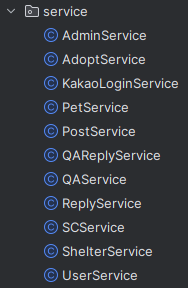 service
AdminService
AdoptService
KakaoLoginService
PetService
PostService
QAReplyService
QAService
ReplyService
SCService
ShelterService
UserService